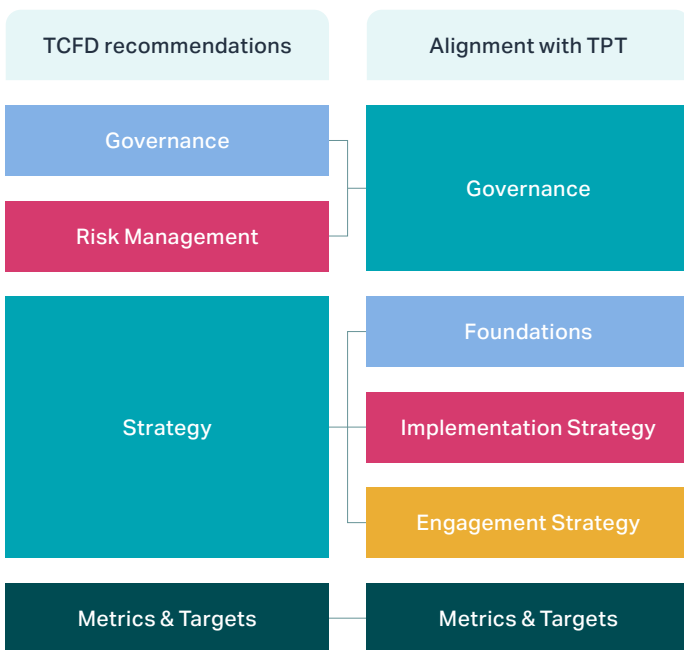 TCFD recommendations
Alignment with TPT
Governance
Risk Management
Governance
Strategy
Foundations
Implementation Strategy
Engagement Strategy
Metrics & Targets
Metrics & Targets